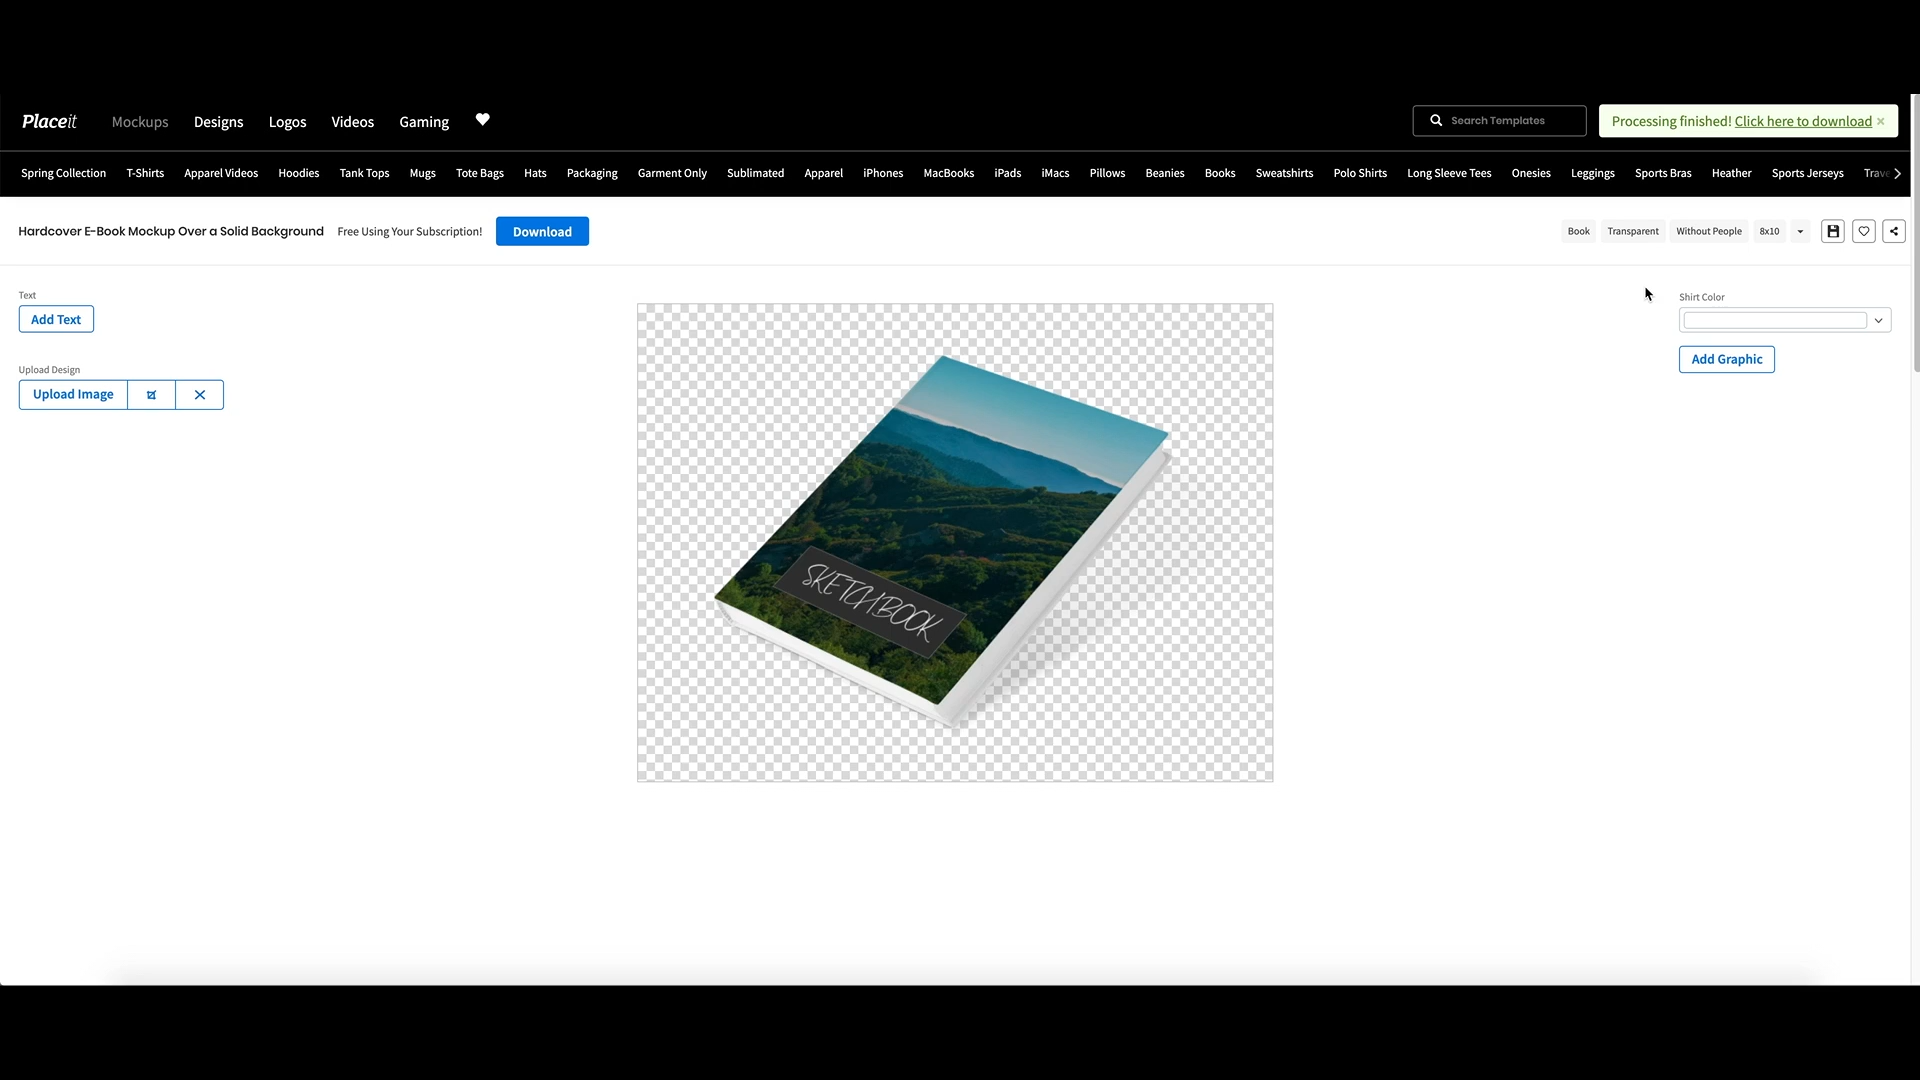 Placeit Mockups Designs Logos Videos Gaming Search Templates Processing finished! Click here to download ×
Spring Collection T-Shirts Apparel Videos Hoodies Tank Tops Mugs Tote Bags Hats Packaging Garment Only Sublimated Apparel iPhones MacBooks iPads iMacs Pillows Beanies Books Sweatshirts Polo Shirts Long Sleeve Tees Onesies Leggings Sports Bras Heather Sports Jerseys Trave
Hardcover E-Book Mockup Over a Solid Background Free Using Your Subscription! Download Book Transparent Without People 8x10
Text
Add Text
Upload Design
Upload Image
Shirt Color
Add Graphic
SKETCHBOOK